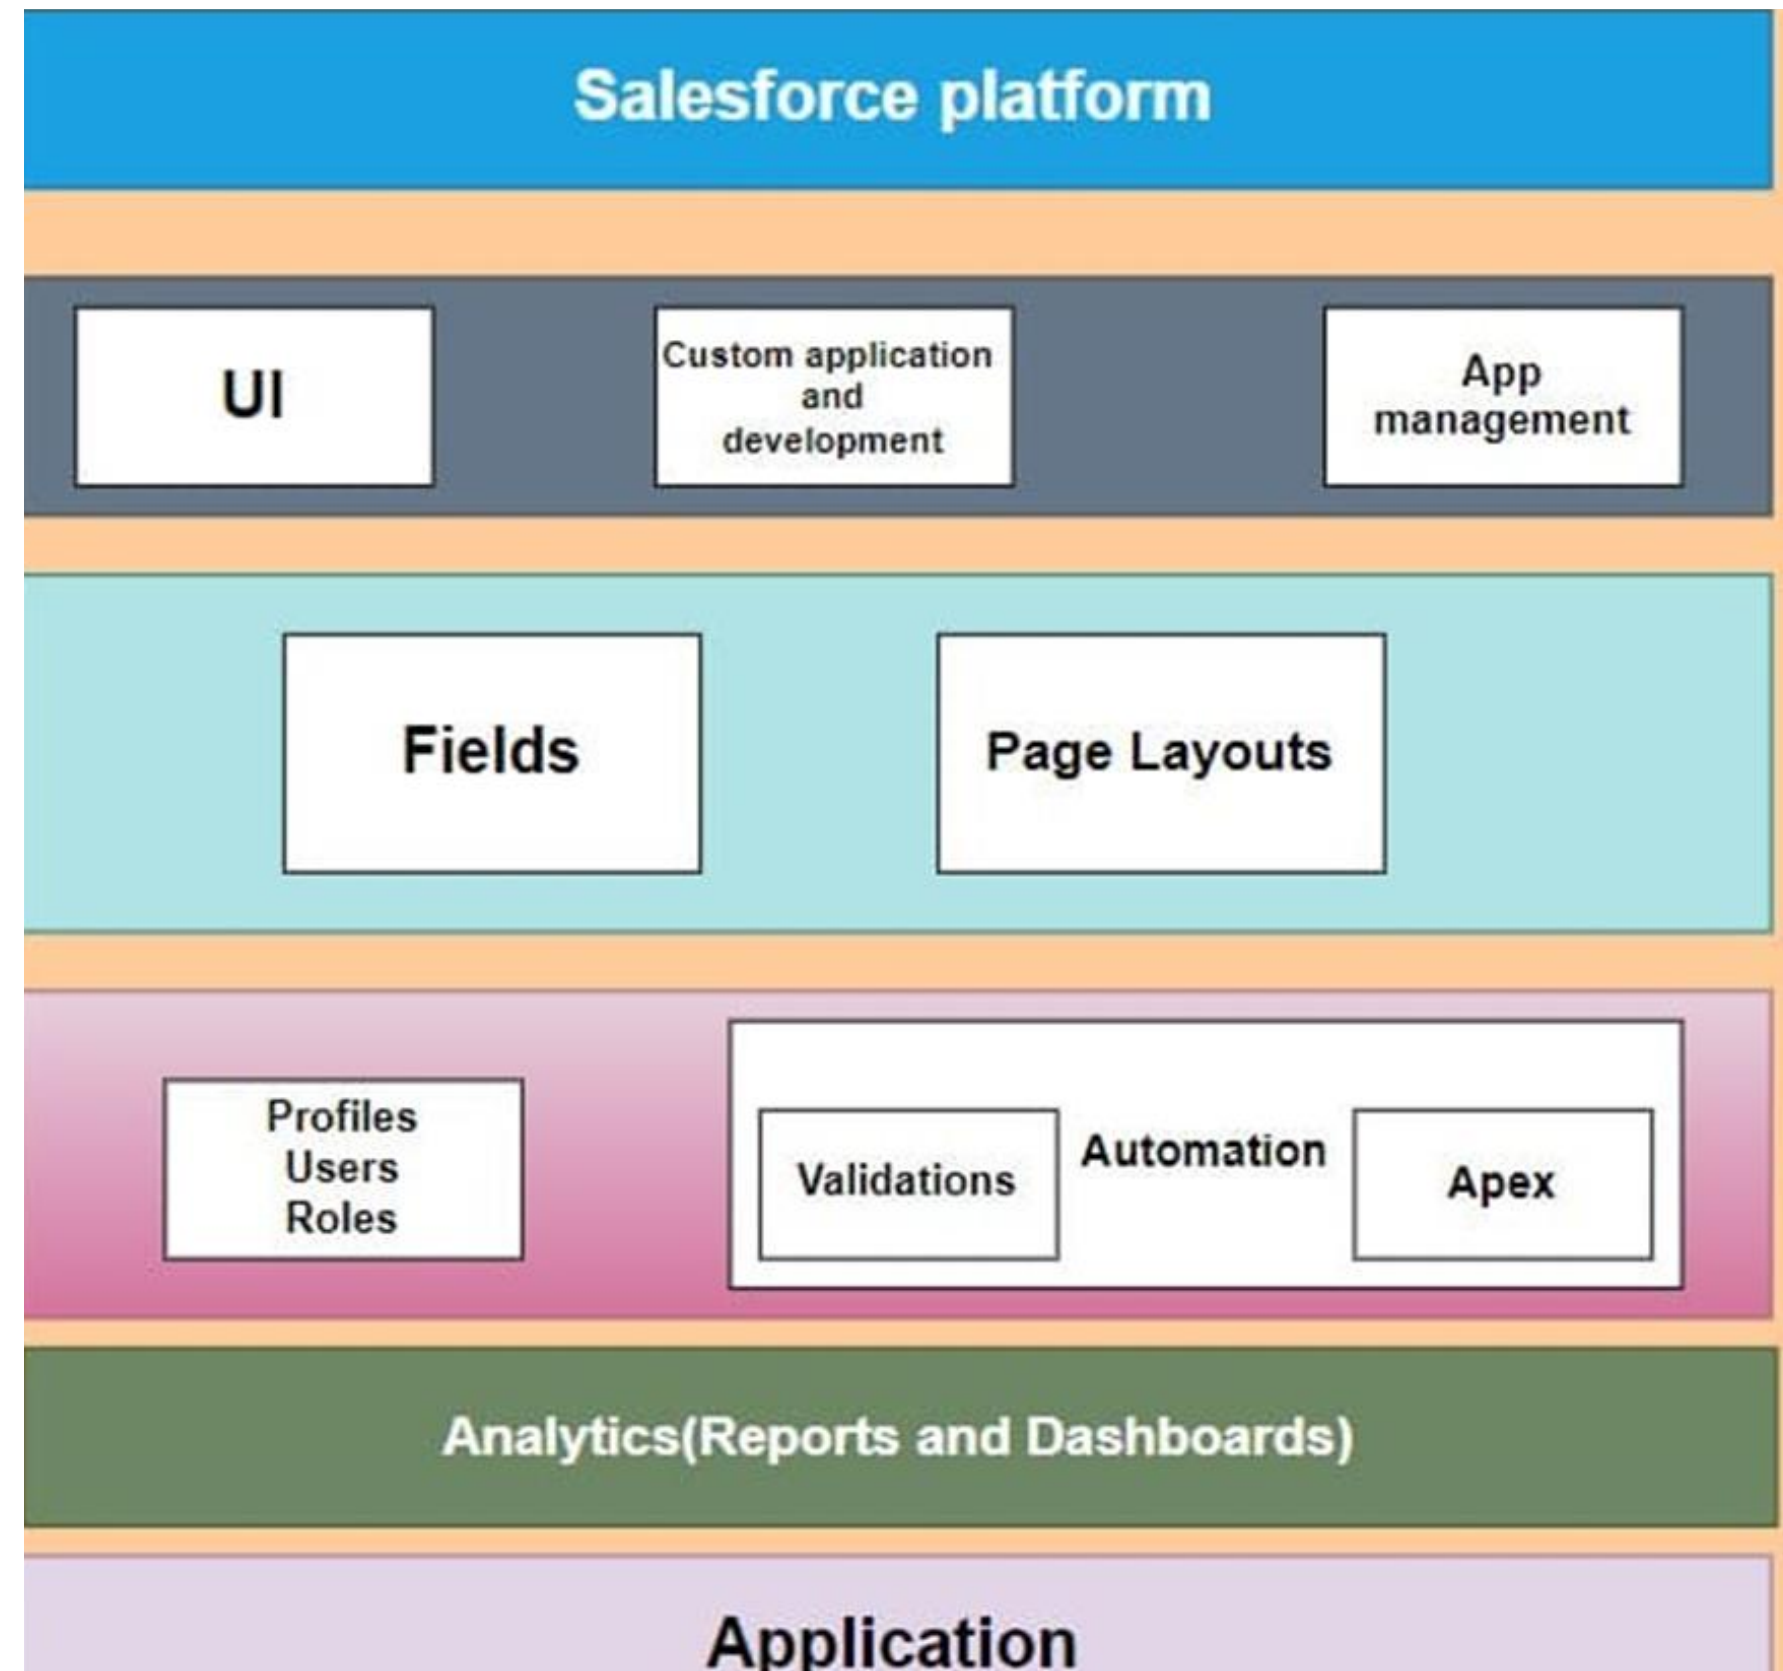 Salesforce platform
UI
Custom application
and
development
App
management
Fields
Page Layouts
Profiles
Users
Roles
Validations
Automation
Apex
Analytics(Reports and Dashboards)
Application